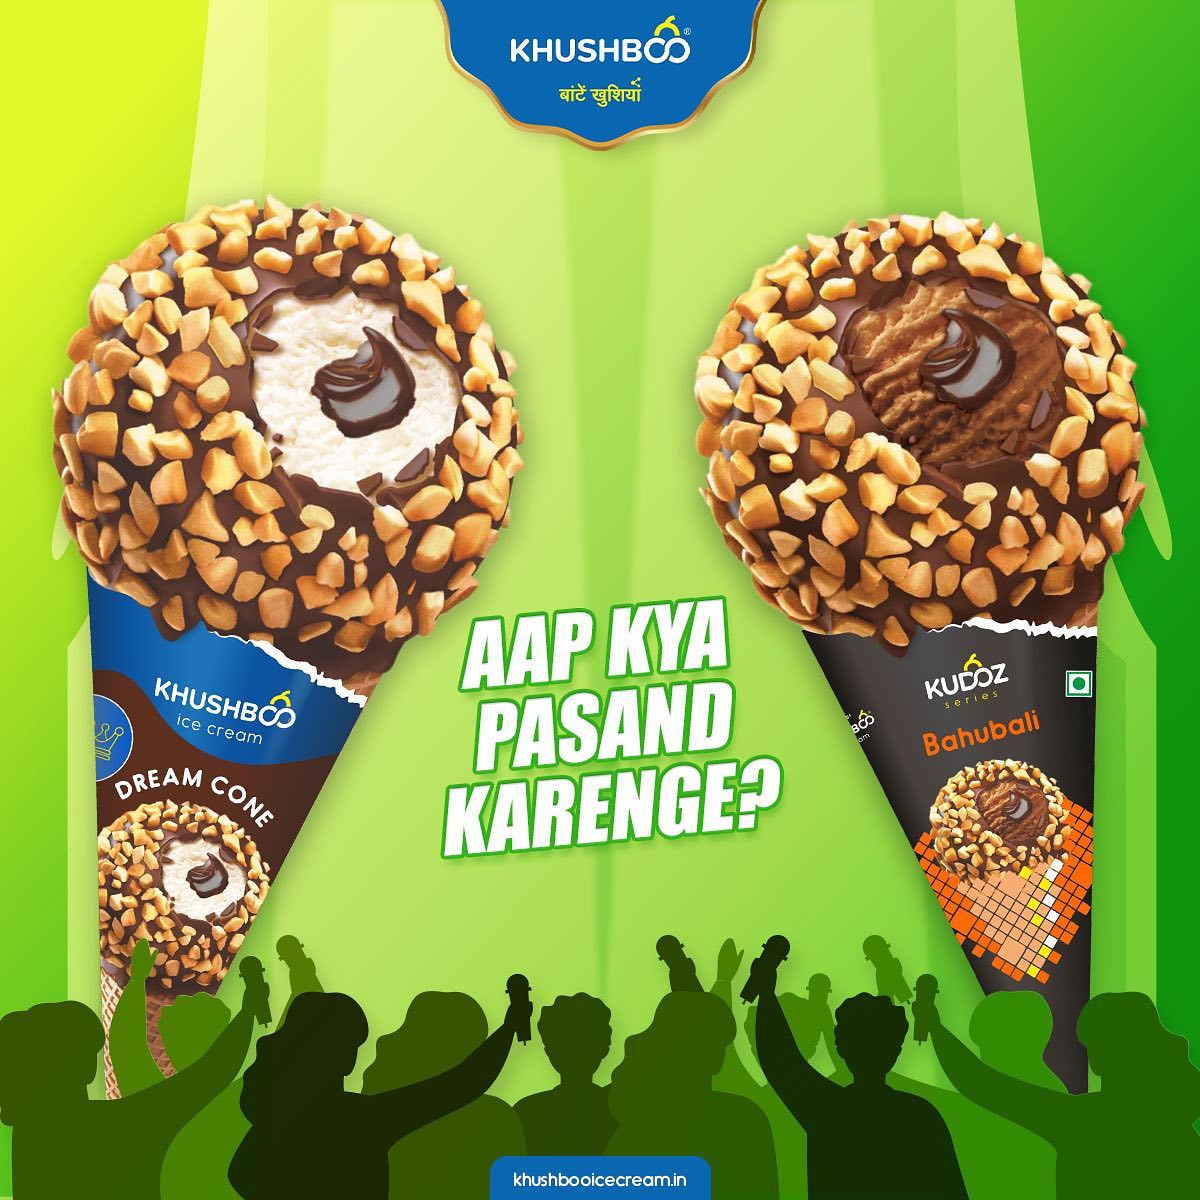 KHUSHBOO®
बांटें खुशियां
AAP KYA
PASAND
KARENGE?
KHUSHBOO
ice cream
DREAM CONE
KUDOZ
series
Bahubali
khushbooicecream.in